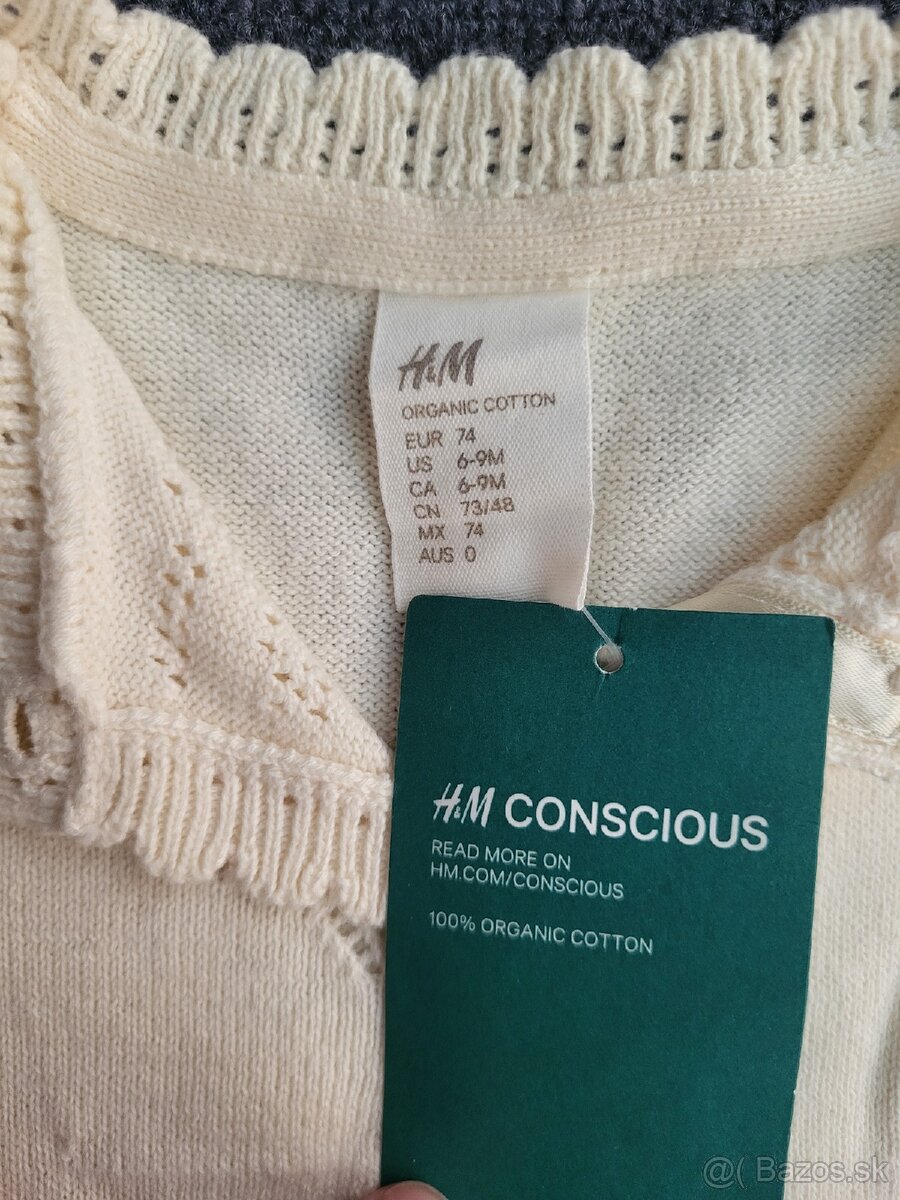 H&M
ORGANIC COTTON
EUR 74
US 6-9M
CA 6-9M
CN 73/48
MX 74
AUS 0
H&M CONSCIOUS
READ MORE ON
HM.COM/CONSCIOUS
100% ORGANIC COTTON
@( Bazos.sk